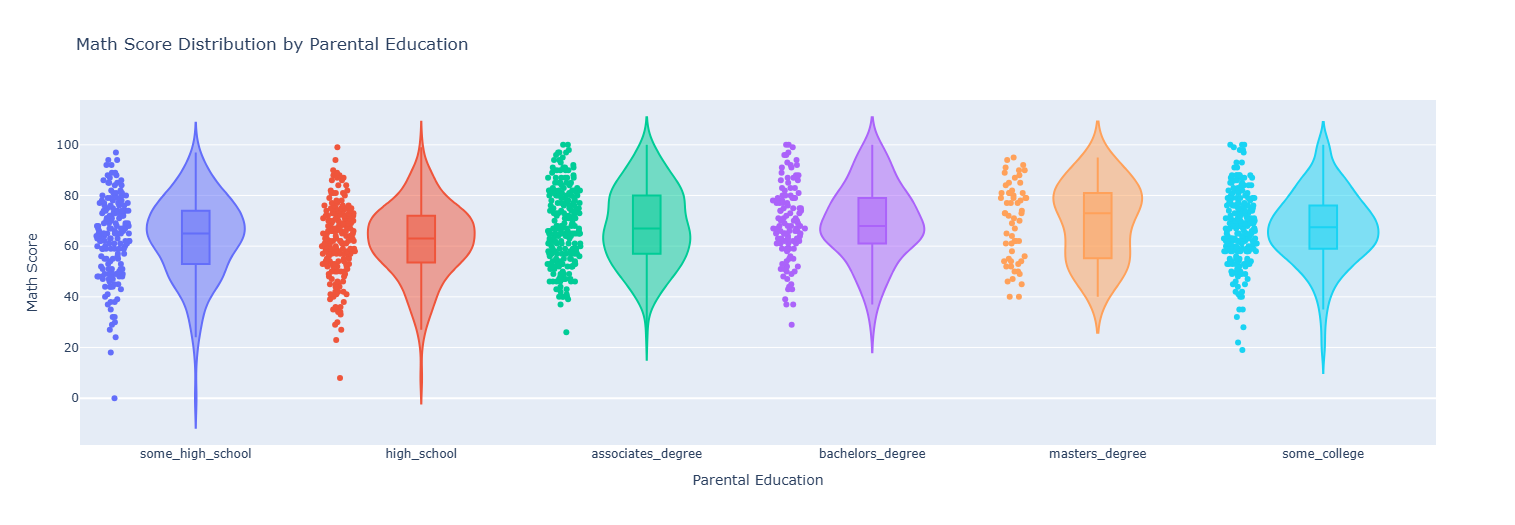 Math Score Distribution by Parental Education
100
80
60
40
20
0
Math Score
some_high_school
high_school
associates_degree
bachelors_degree
masters_degree
some_college
Parental Education